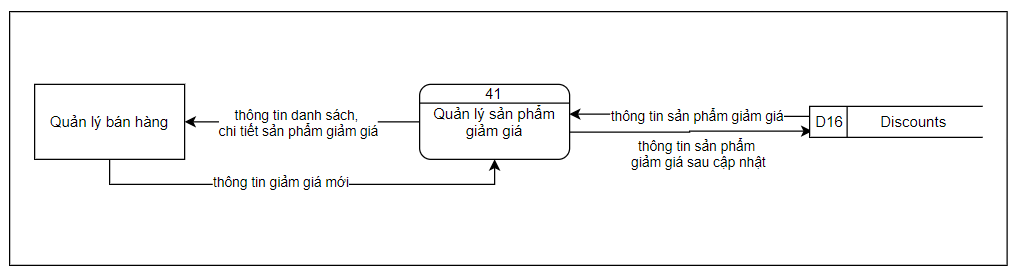 Quản lý bán hàng
thông tin danh sách,
chi tiết sản phẩm giảm giá
41
Quản lý sản phẩm
giảm giá
thông tin sản phẩm giảm giá
D16
Discounts
thông tin sản phẩm
giảm giá sau cập nhật
thông tin giảm giá mới